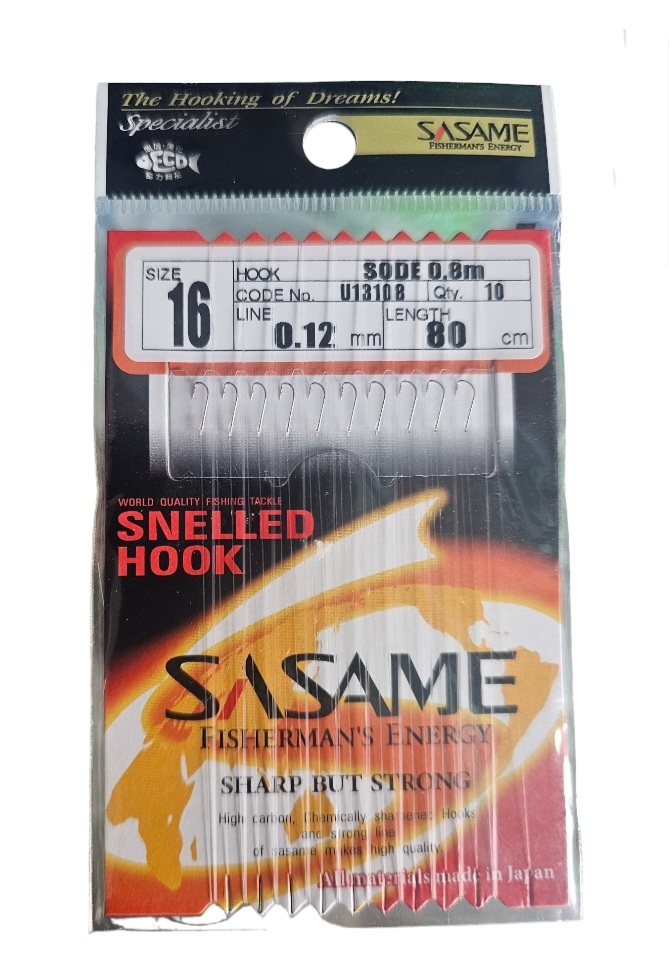 The Hooking of Dreams!
Specialist
SASAME
FISHERMAN'S ENERGY
ECO
SIZE 16
HOOK SODE 0.8m
CODE No. U1310B Qty. 10
LINE 0.12 mm
LENGTH 80 cm
WORLD QUALITY FISHING TACKLE
SNELLED
HOOK
SASAME
FISHERMAN'S ENERGY
SHARP BUT STRONG
High carbon, Chemically sharpened Hooks
and strong line
of sasame makes high quality.
All materials made in Japan